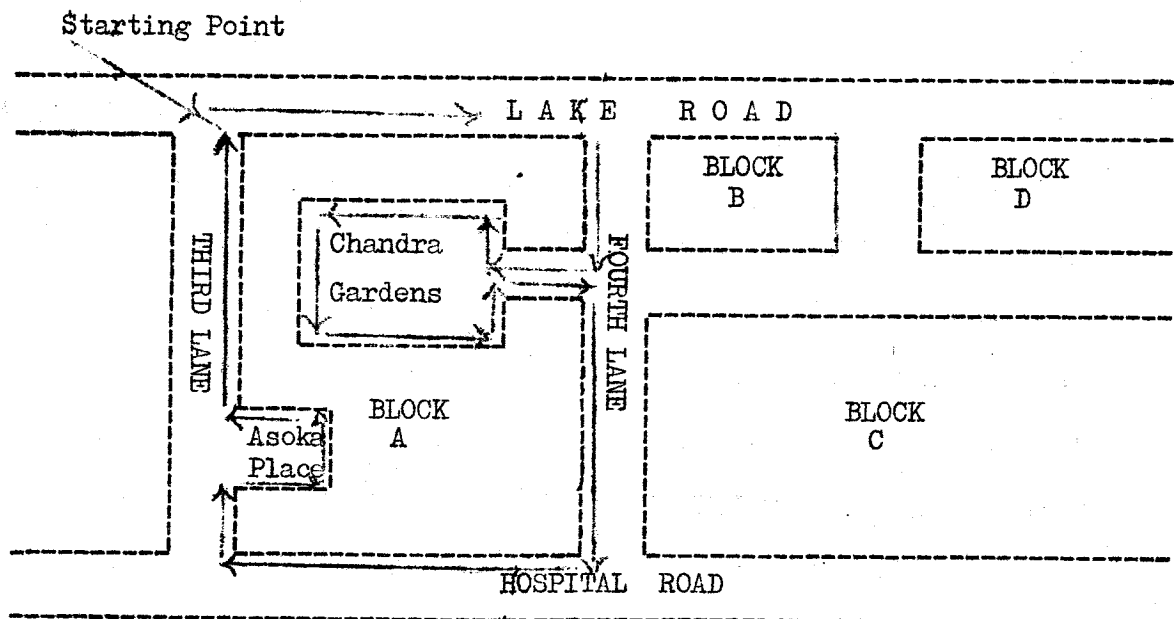 Starting Point
LAKE ROAD
BLOCK
B
BLOCK
D
Chandra
Gardens
THIRD LANE
FOURTH LANE
BLOCK
A
BLOCK
C
Asoka
Place
HOSPITAL ROAD